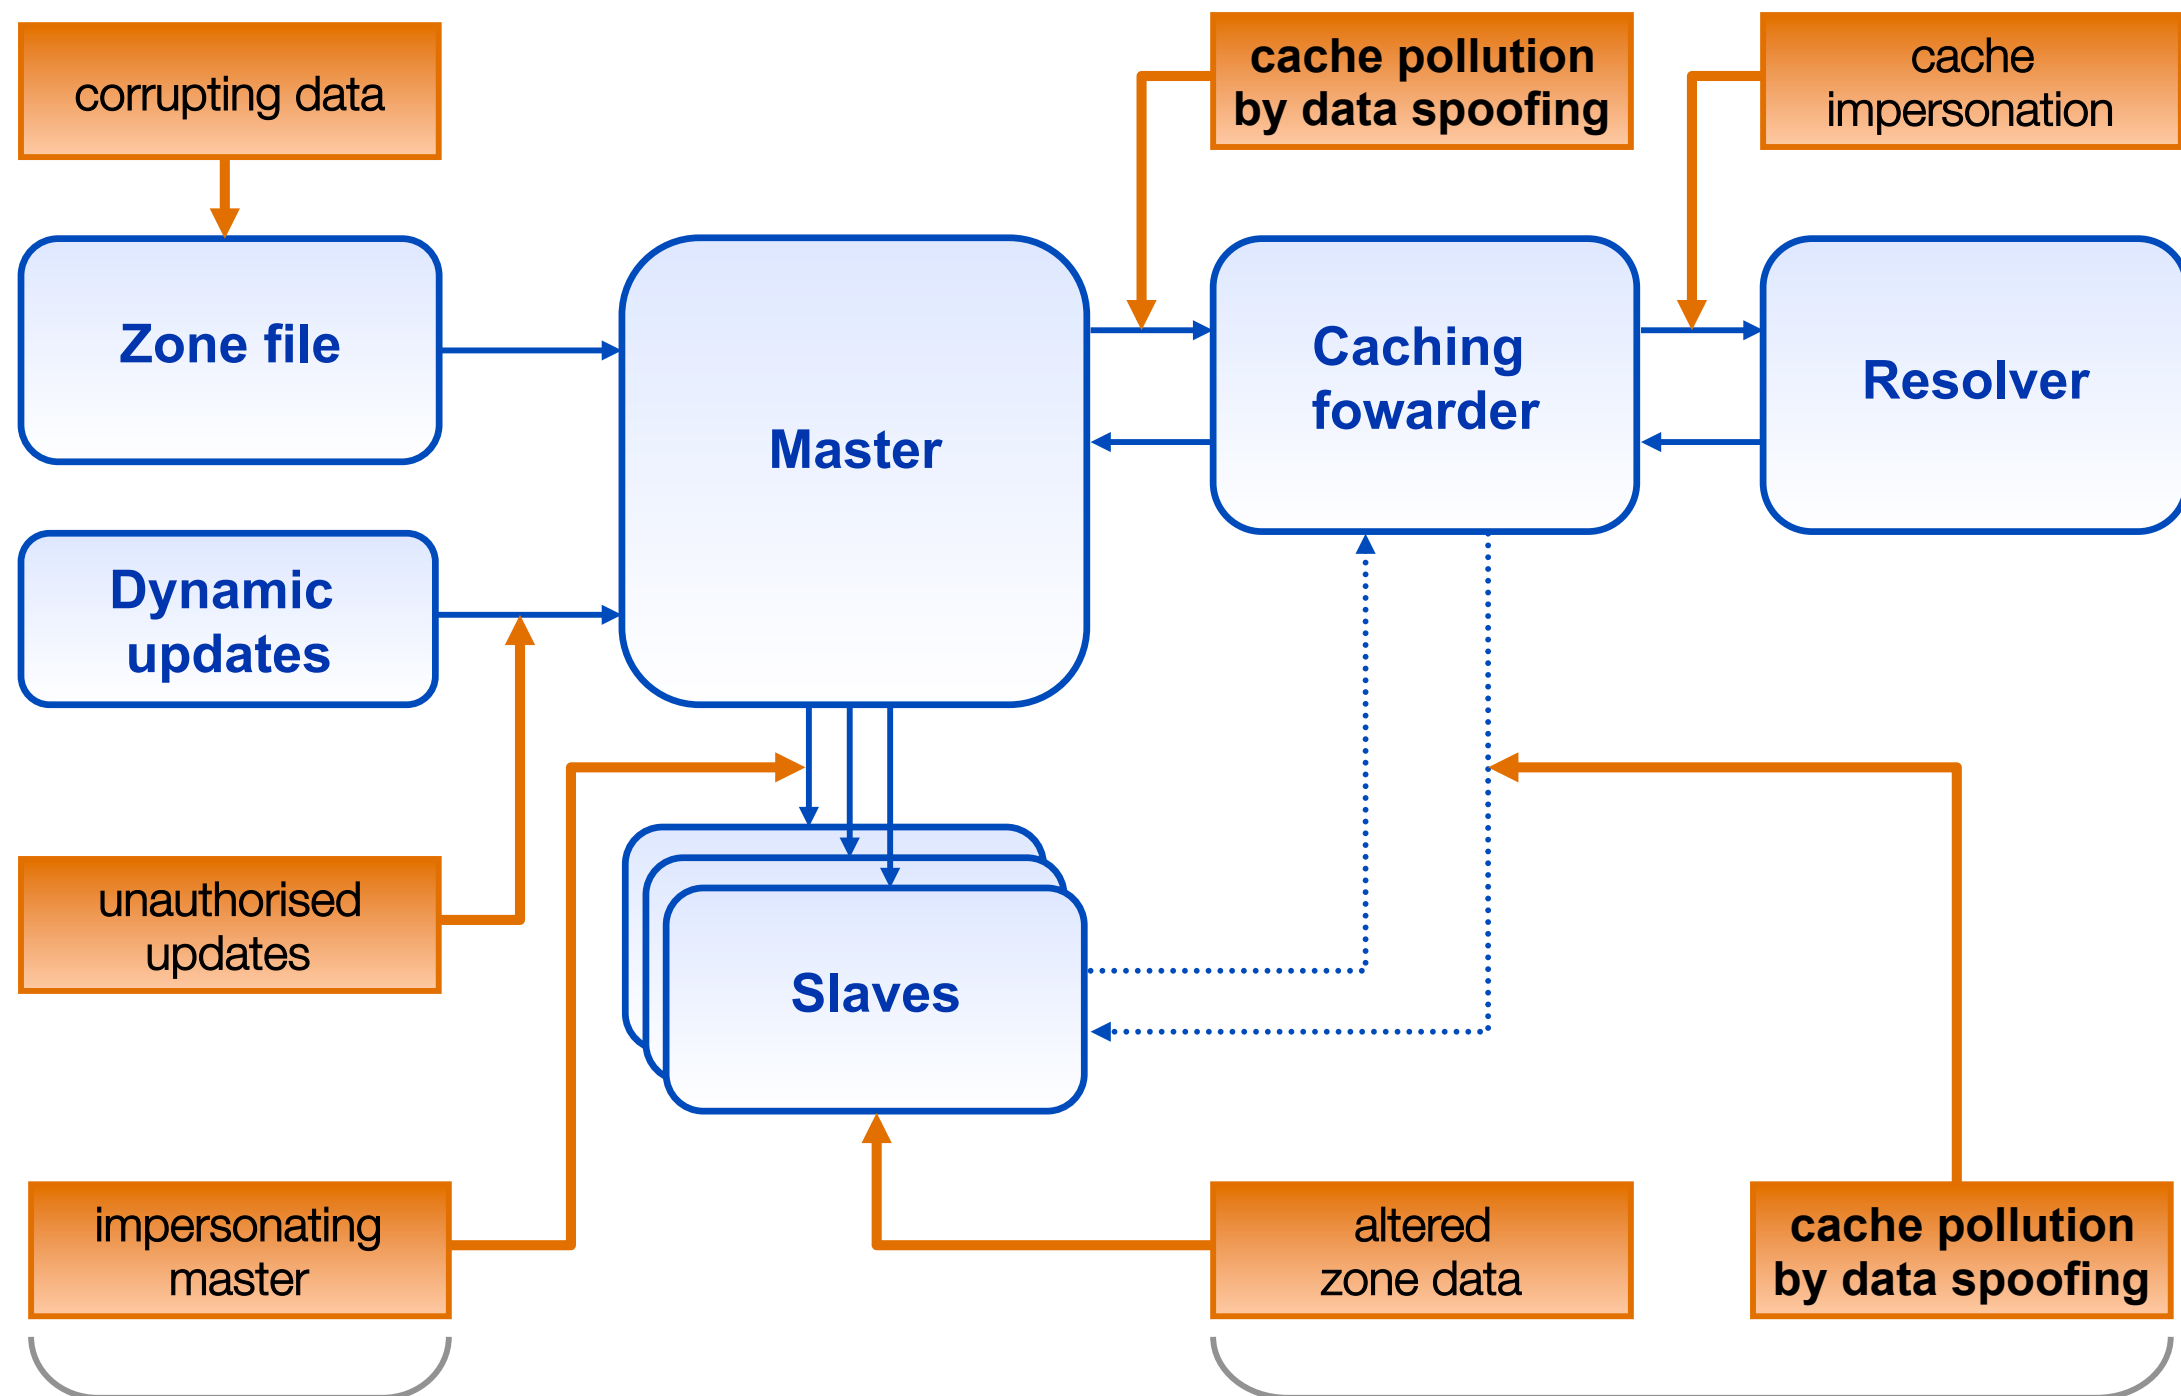 corrupting data
cache pollution
by data spoofing
cache
impersonation
Zone file
Master
Caching
fowarder
Resolver
Dynamic
updates
unauthorised
updates
Slaves
impersonating
master
altered
zone data
cache pollution
by data spoofing